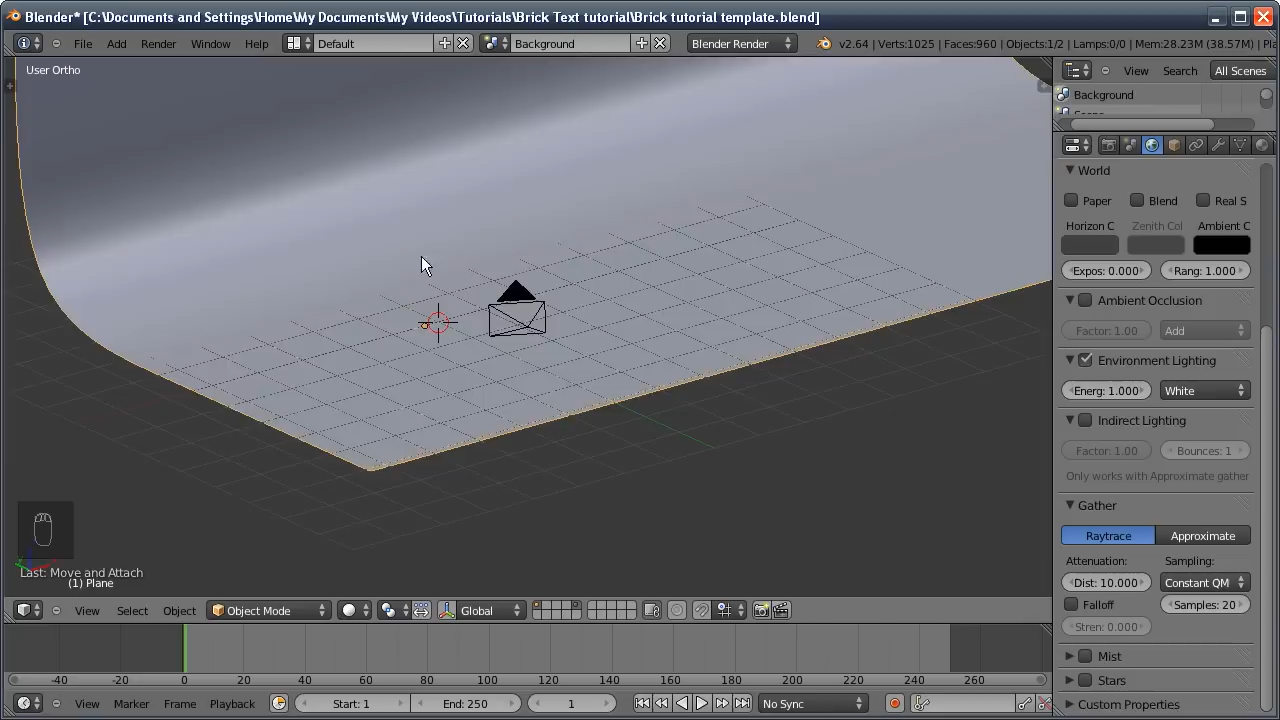 Blender* [C:\Documents and Settings\Home\My Documents\My Videos\Tutorials\Brick Text tutorial\Brick tutorial template.blend]
File Add Render Window Help Default Background Blender Render v2.64 | Verts:1025 | Faces:960 | Objects:1/2 | Lamps:0/0 | Mem:28.23M (38.57M) | Pla
User Ortho
View Search All Scenes
Background
World
Paper Blend Real S
Horizon C Zenith Col Ambient C
Expos: 0.000 Rang: 1.000
Ambient Occlusion
Factor: 1.00 Add
Environment Lighting
Energ: 1.000 White
Indirect Lighting
Factor: 1.00 Bounces: 1
Only works with Approximate gather
Gather
Raytrace Approximate
Attenuation: Sampling:
Dist: 10.000 Constant QM
Falloff Samples: 20
Stren: 0.000
Mist
Stars
Custom Properties
Last: Move and Attach
(1) Plane
View Select Object Object Mode Global
-40 -20 0 20 40 60 80 100 120 140 160 180 200 220 240 260
View Marker Frame Playback Start: 1 End: 250 1 No Sync